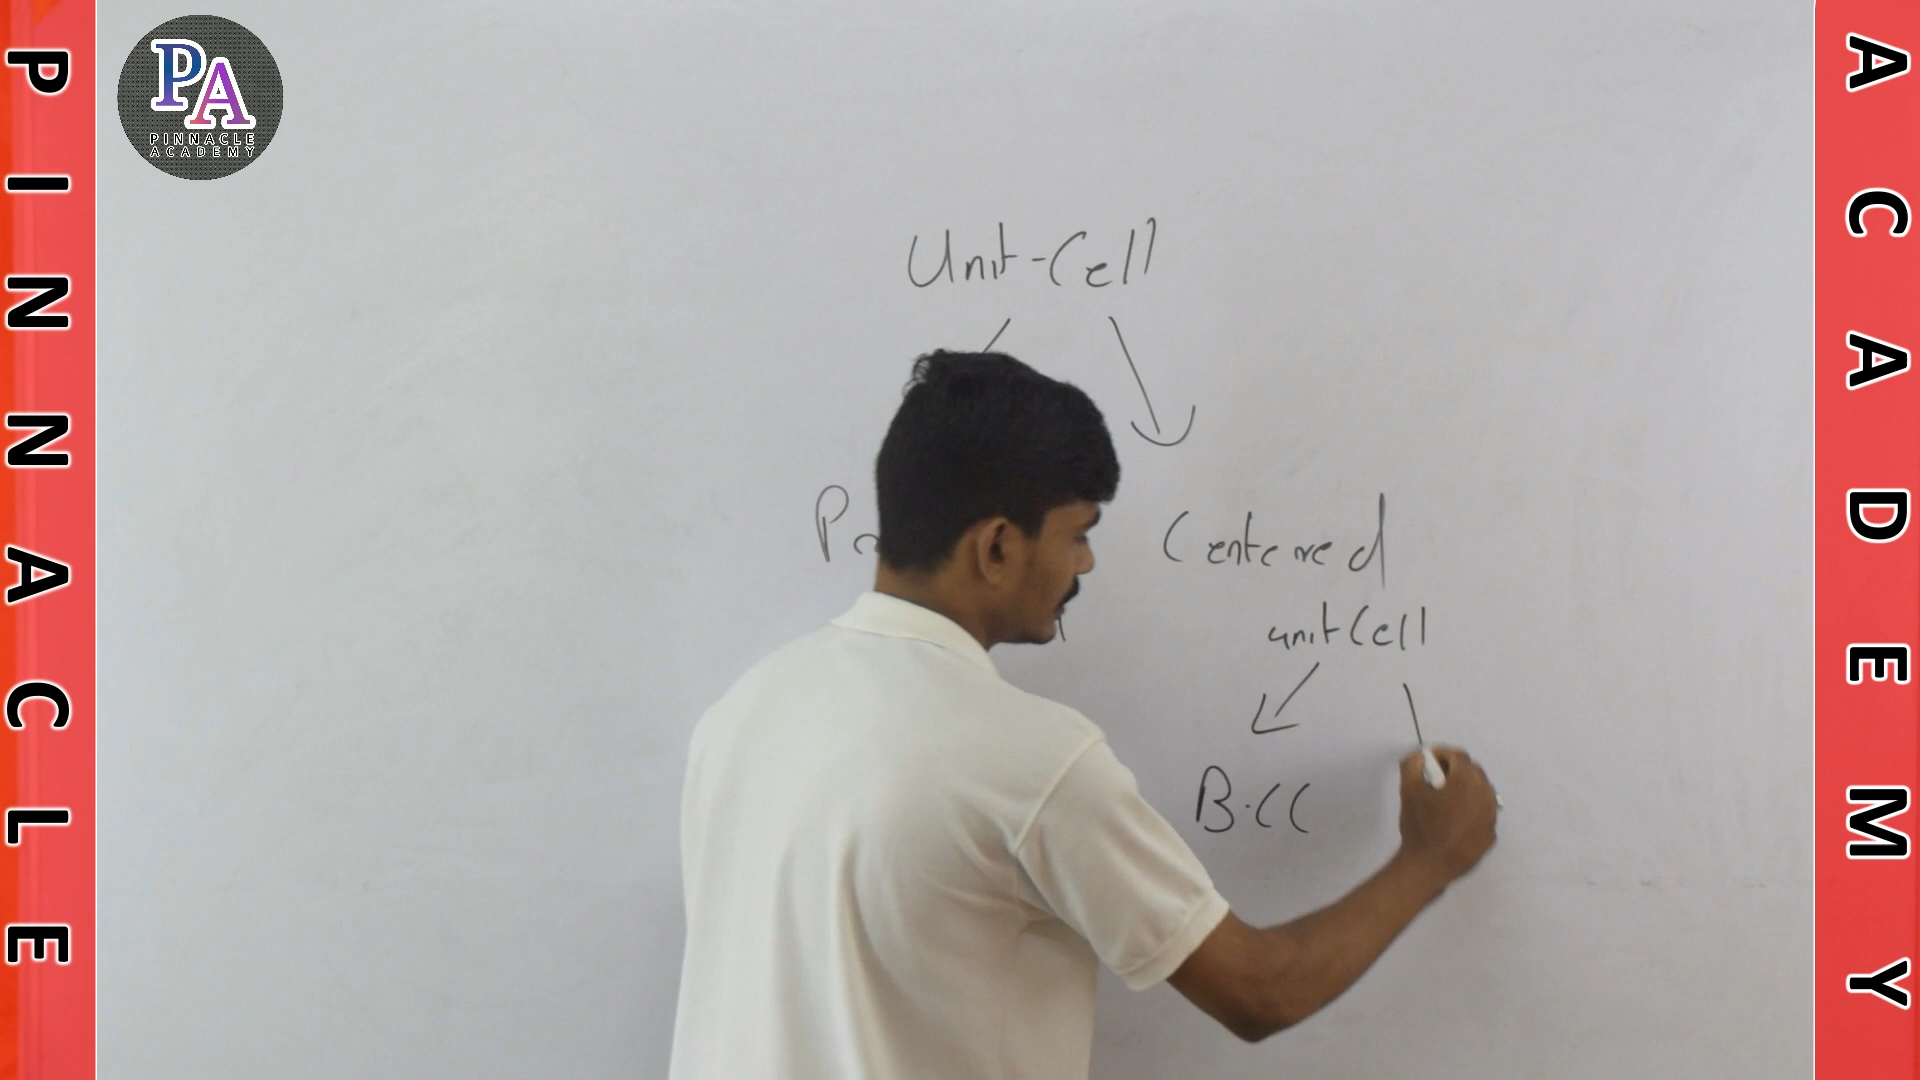 PINNACLE
PA
PINNACLE
ACADEMY
Unit-Cell
Centered
unit Cell
B.CC
ACADEMY